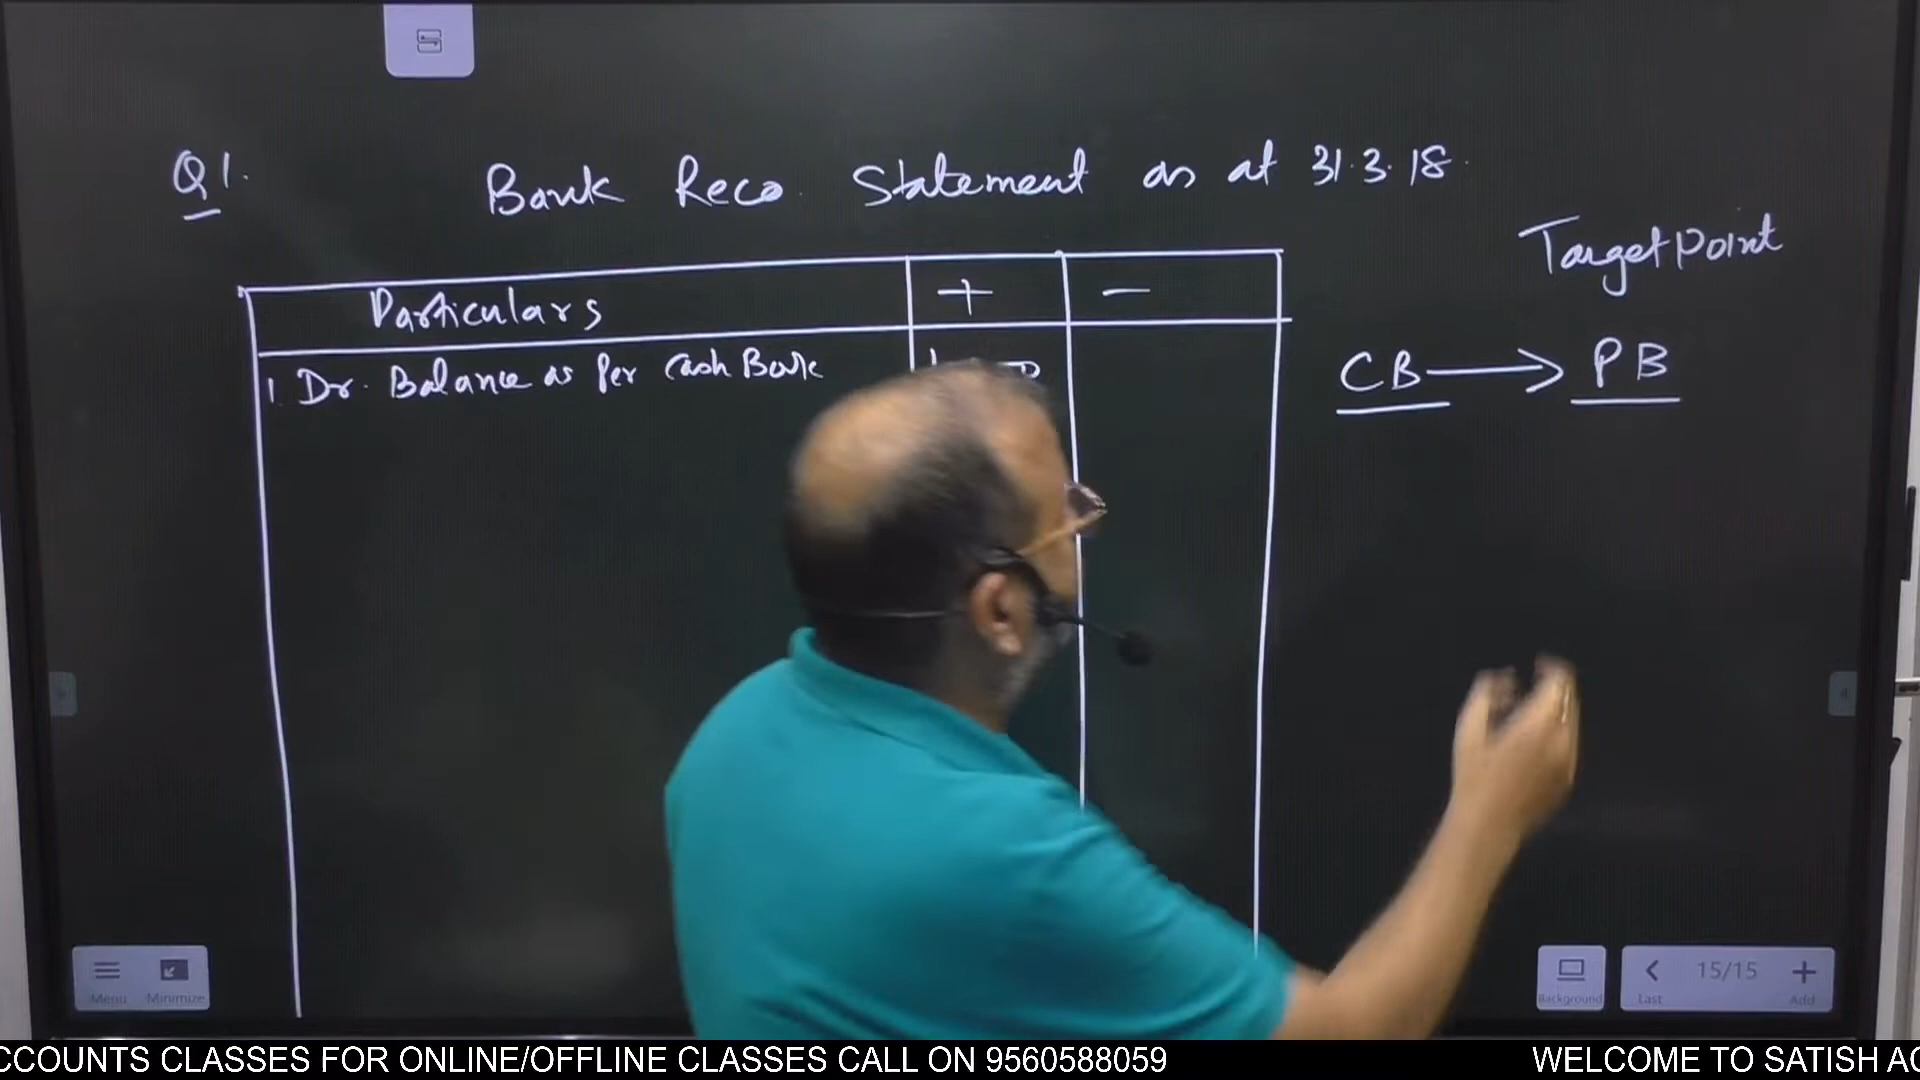 Q1. Bank Reco. Statement as at 31.3.18.
Target Point
Particulars + -
CB → PB
1. Dr. Balance as Per Cash Book
Menu Minimize
Background
Last 15/15 Add
CCOUNTS CLASSES FOR ONLINE/OFFLINE CLASSES CALL ON 9560588059 WELCOME TO SATISH AC